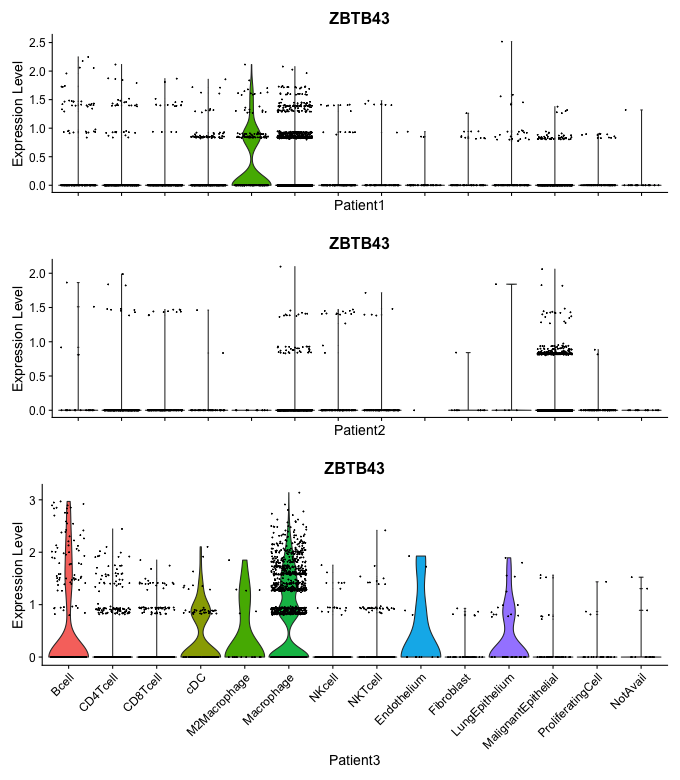 ZBTB43
Expression Level
2.5
2.0
1.5
1.0
0.5
0.0
Patient1
ZBTB43
Expression Level
2.0
1.5
1.0
0.5
0.0
Patient2
ZBTB43
Expression Level
3
2
1
0
Bcell
CD4Tcell
CD8Tcell
cDC
M2Macrophage
Macrophage
NKcell
NKTcell
Endothelium
Fibroblast
LungEpithelium
MalignantEpithelial
ProliferatingCell
NotAvail
Patient3